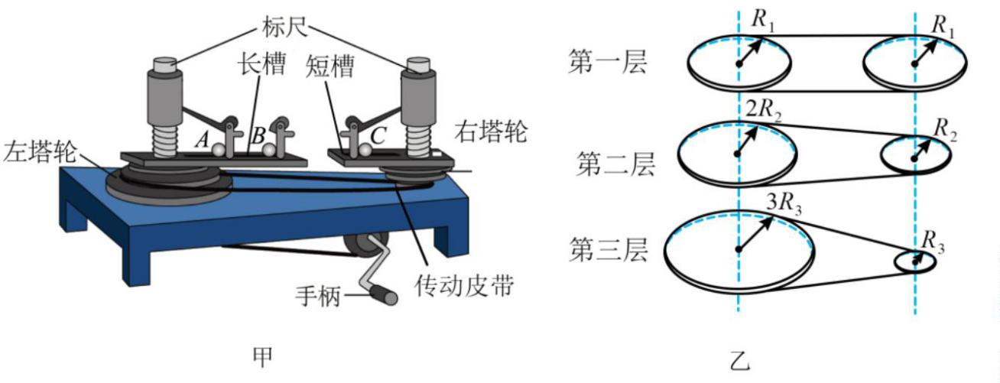 标尺
长槽
短槽
A
B
C
左塔轮
右塔轮
手柄
传动皮带
甲
R₁
R₁
第一层
2R₂
R₂
第二层
3R₃
R₃
第三层
乙